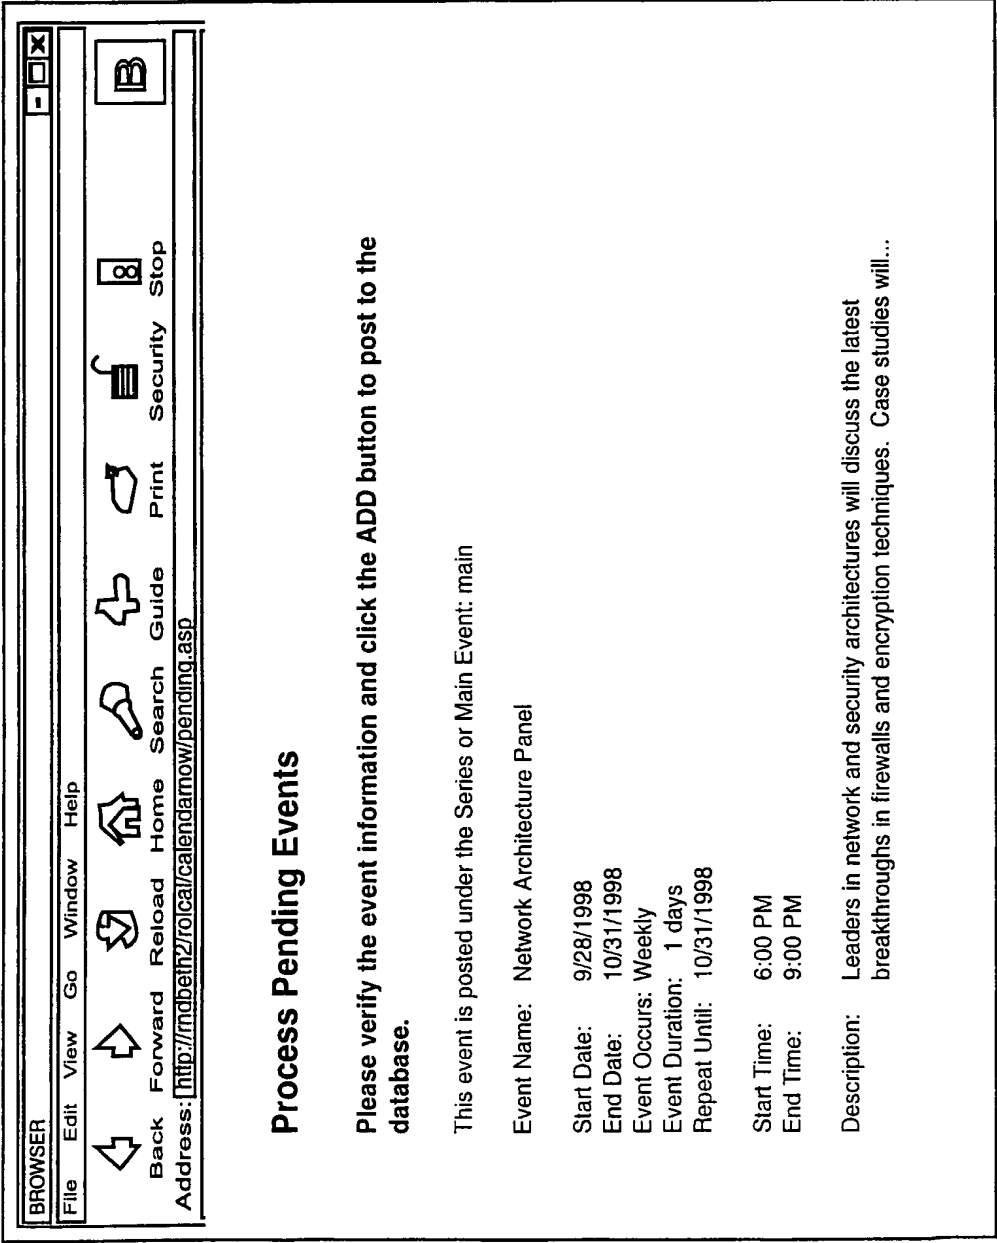 BROWSER
File Edit View Go Window Help
B
Back Forward Reload Home Search Guide Print Security Stop
Address: http://rndbeth2/rolcal/calendarnow/pending.asp
Process Pending Events
Please verify the event information and click the ADD button to post to the
database.
This event is posted under the Series or Main Event: main
Event Name: Network Architecture Panel
Start Date: 9/28/1998
End Date: 10/31/1998
Event Occurs: Weekly
Event Duration: 1 days
Repeat Until: 10/31/1998
Start Time: 6:00 PM
End Time: 9:00 PM
Description: Leaders in network and security architectures will discuss the latest
breakthroughs in firewalls and encryption techniques. Case studies will...